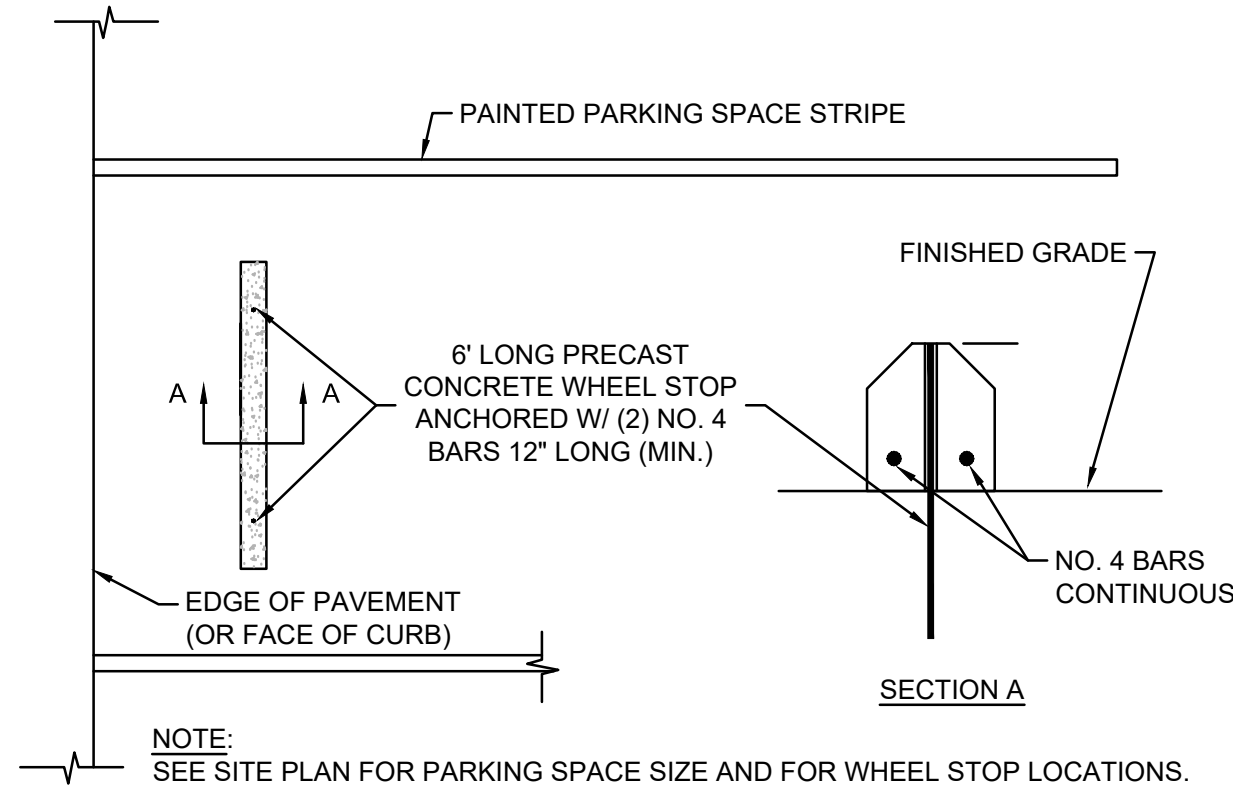 PAINTED PARKING SPACE STRIPE
FINISHED GRADE
6' LONG PRECAST
CONCRETE WHEEL STOP
ANCHORED W/ (2) NO. 4
BARS 12" LONG (MIN.)
A
A
NO. 4 BARS
CONTINUOUS
EDGE OF PAVEMENT
(OR FACE OF CURB)
SECTION A
NOTE:
SEE SITE PLAN FOR PARKING SPACE SIZE AND FOR WHEEL STOP LOCATIONS.